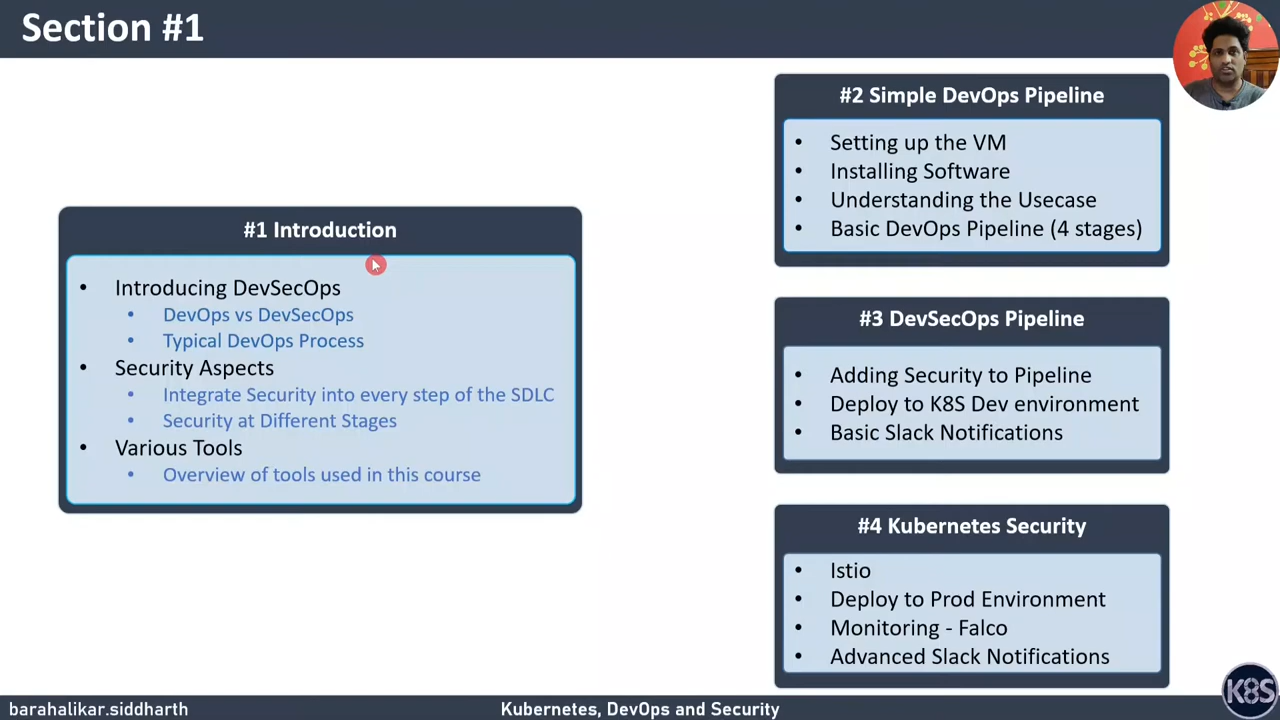 Section #1
#1 Introduction
• Introducing DevSecOps
• DevOps vs DevSecOps
• Typical DevOps Process
• Security Aspects
• Integrate Security into every step of the SDLC
• Security at Different Stages
• Various Tools
• Overview of tools used in this course
#2 Simple DevOps Pipeline
• Setting up the VM
• Installing Software
• Understanding the Usecase
• Basic DevOps Pipeline (4 stages)
#3 DevSecOps Pipeline
• Adding Security to Pipeline
• Deploy to K8S Dev environment
• Basic Slack Notifications
#4 Kubernetes Security
• Istio
• Deploy to Prod Environment
• Monitoring - Falco
• Advanced Slack Notifications
barahalikar.siddharth
Kubernetes, DevOps and Security
K8S